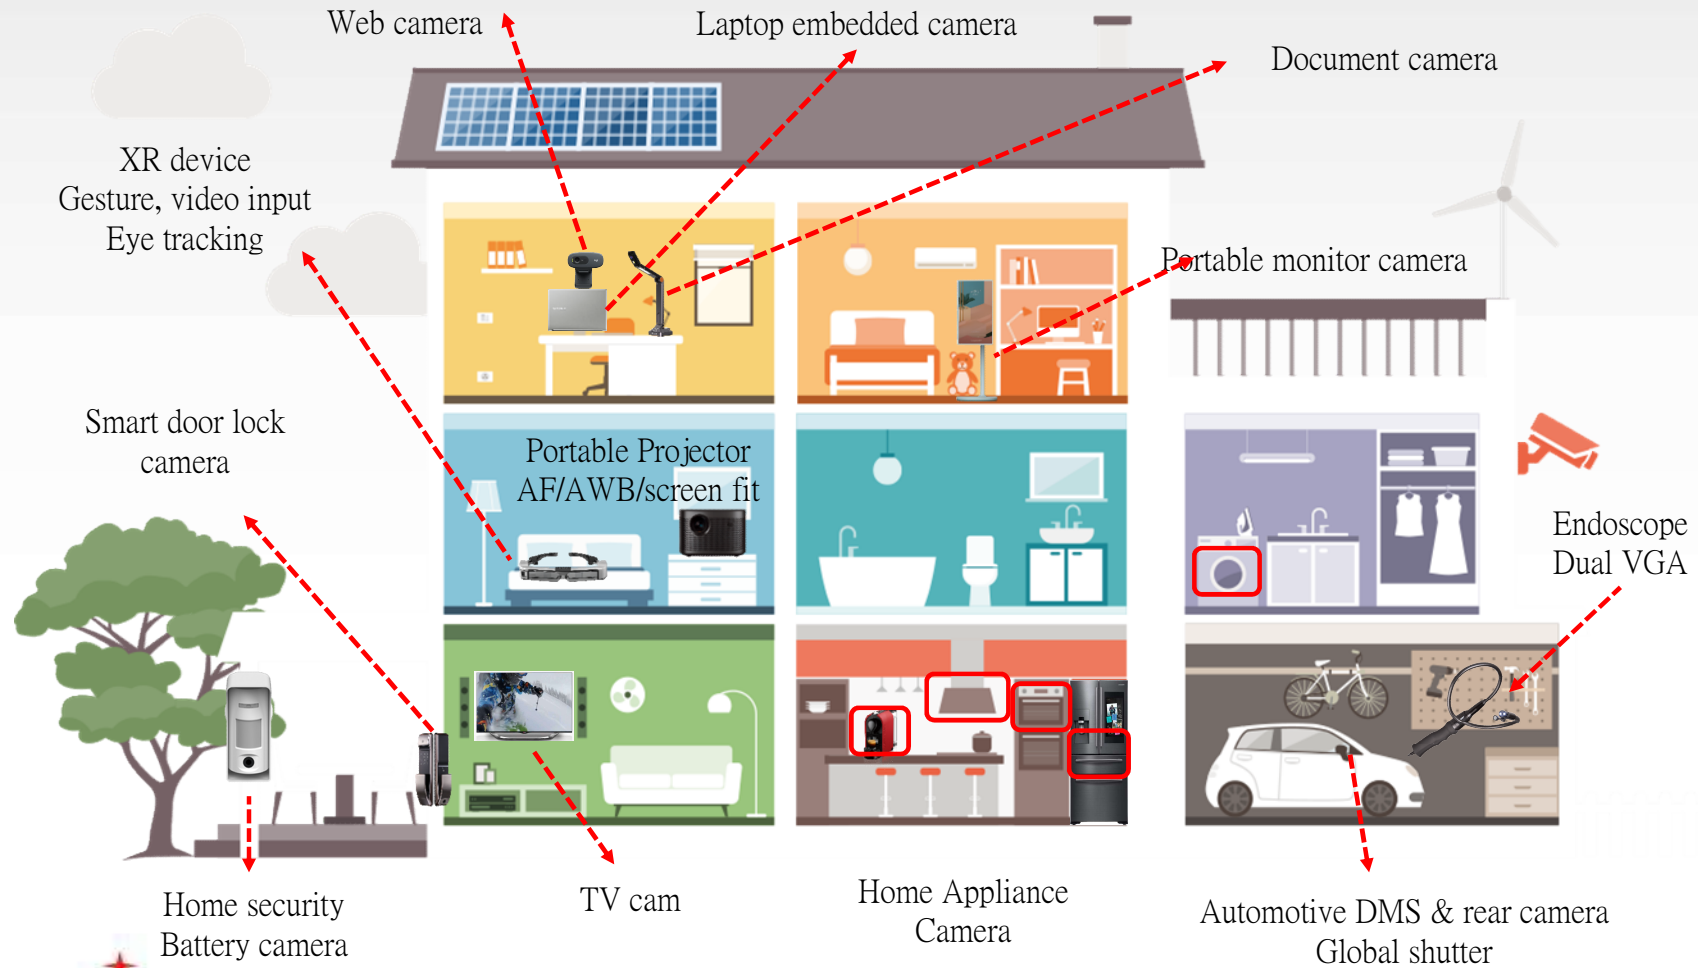 Web camera
Laptop embedded camera
Document camera
XR device
Gesture, video input
Eye tracking
Portable monitor camera
Smart door lock
camera
Portable Projector
AF/AWB/screen fit
Endoscope
Dual VGA
Home security
Battery camera
TV cam
Home Appliance
Camera
Automotive DMS & rear camera
Global shutter